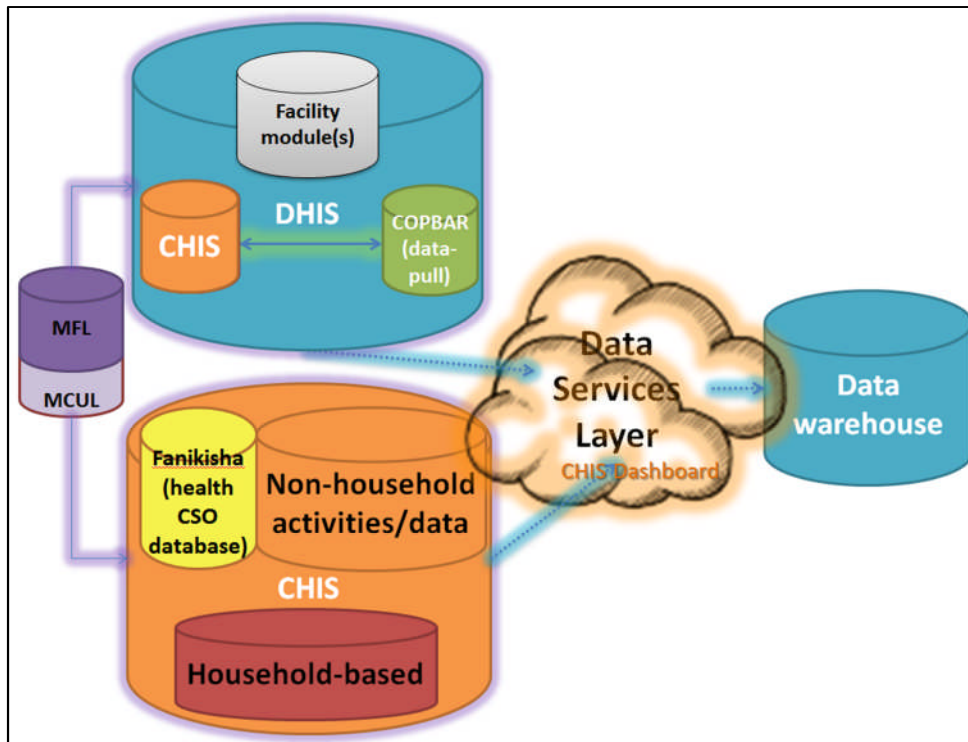 Facility
module(s)
DHIS
CHIS
COPBAR
(data-
pull)
MFL
MCUL
Data
Services
Layer
CHIS Dashboard
Data
warehouse
Fanikisha
(health
CSO
database)
Non-household
activities/data
CHIS
Household-based